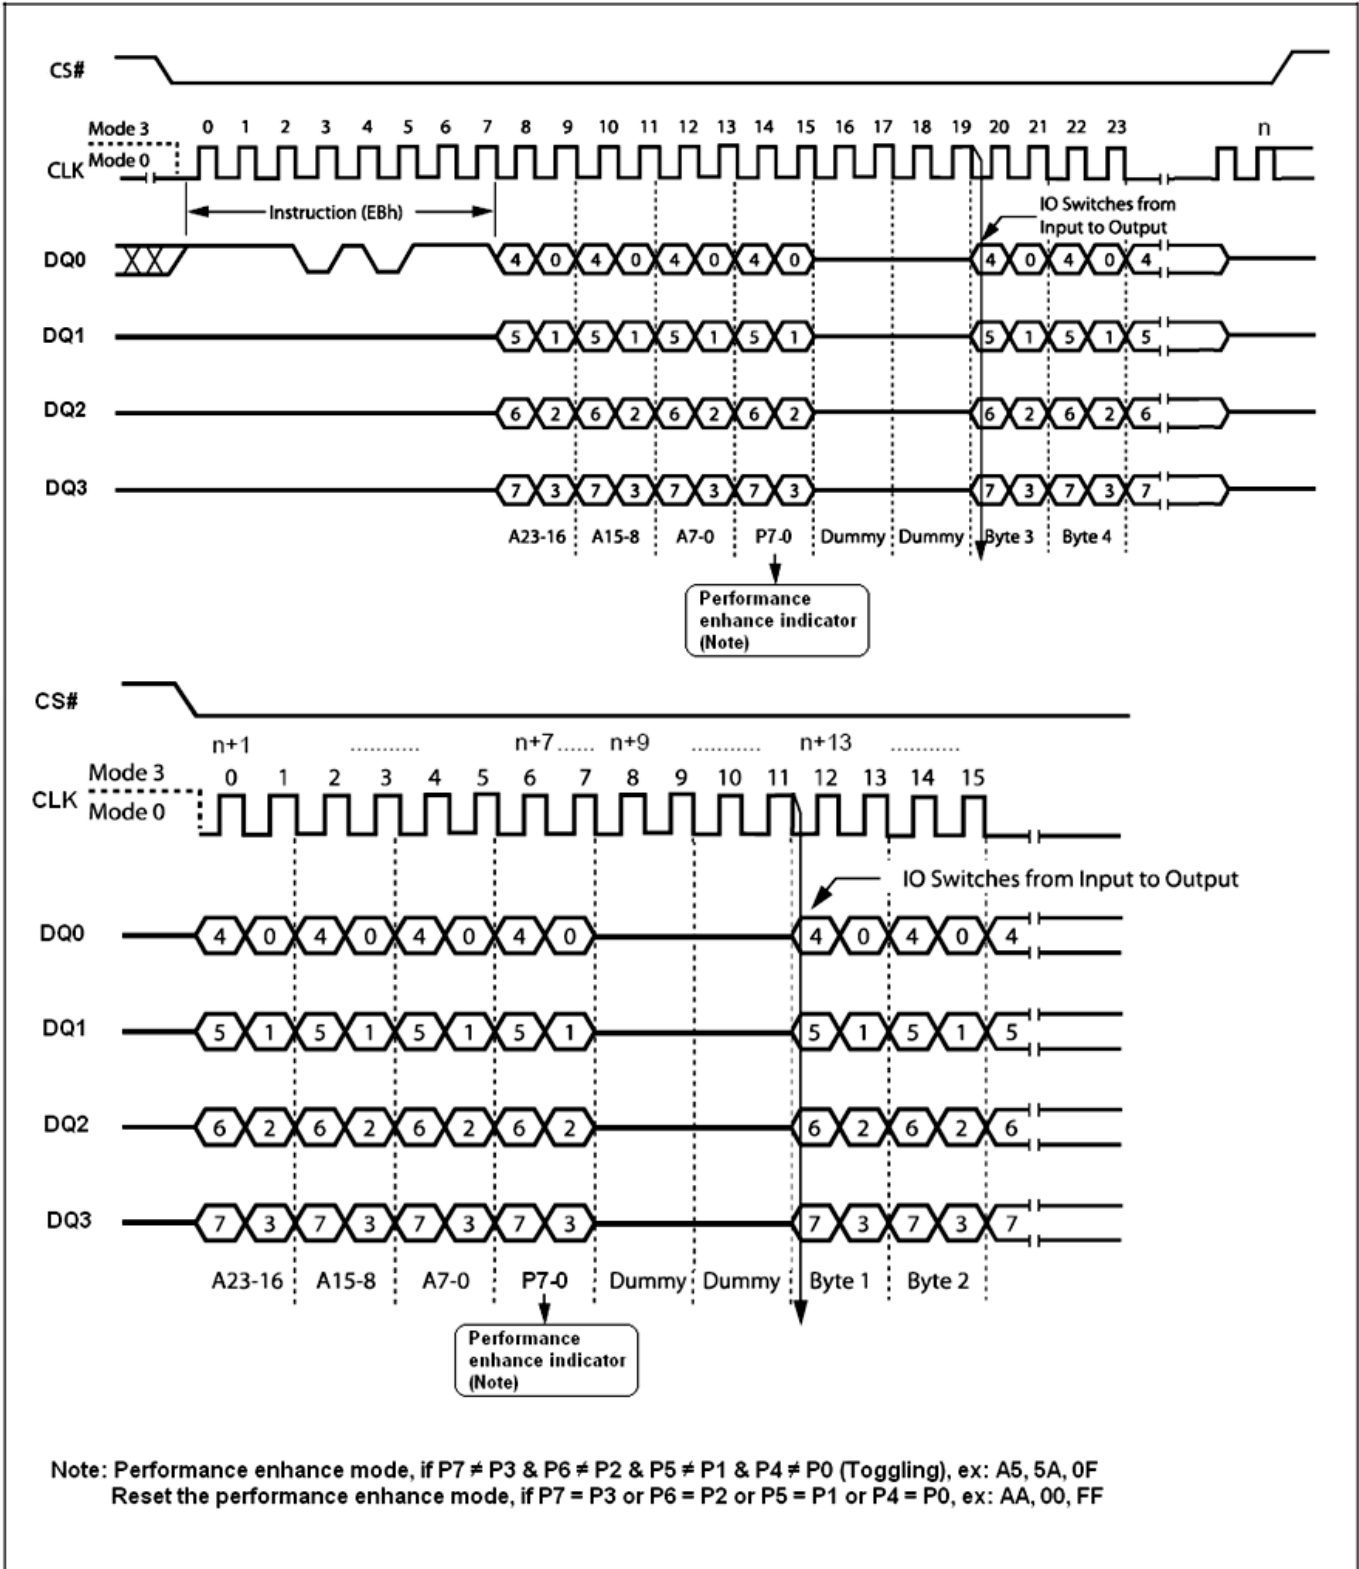 CS#
Mode 3
0 1 2 3 4 5 6 7 8 9 10 11 12 13 14 15 16 17 18 19 20 21 22 23 n
CLK Mode 0
Instruction (EBh)
IO Switches from
Input to Output
DQ0 4 0 4 0 4 0 4 0 4 0 4 0 4
DQ1 5 1 5 1 5 1 5 1 5 1 5 1 5
DQ2 6 2 6 2 6 2 6 2 6 2 6 2 6
DQ3 7 3 7 3 7 3 7 3 7 3 7 3 7
A23-16 A15-8 A7-0 P7-0 Dummy Dummy Byte 3 Byte 4
Performance
enhance indicator
(Note)
CS#
n+1 ........... n+7 ...... n+9 ........... n+13 ...........
Mode 3 0 1 2 3 4 5 6 7 8 9 10 11 12 13 14 15
CLK Mode 0
IO Switches from Input to Output
DQ0 4 0 4 0 4 0 4 0 4 0 4 0 4
DQ1 5 1 5 1 5 1 5 1 5 1 5 1 5
DQ2 6 2 6 2 6 2 6 2 6 2 6 2 6
DQ3 7 3 7 3 7 3 7 3 7 3 7 3 7
A23-16 A15-8 A7-0 P7-0 Dummy Dummy Byte 1 Byte 2
Performance
enhance indicator
(Note)
Note: Performance enhance mode, if P7 ≠ P3 & P6 ≠ P2 & P5 ≠ P1 & P4 ≠ P0 (Toggling), ex: A5, 5A, 0F
Reset the performance enhance mode, if P7 = P3 or P6 = P2 or P5 = P1 or P4 = P0, ex: AA, 00, FF